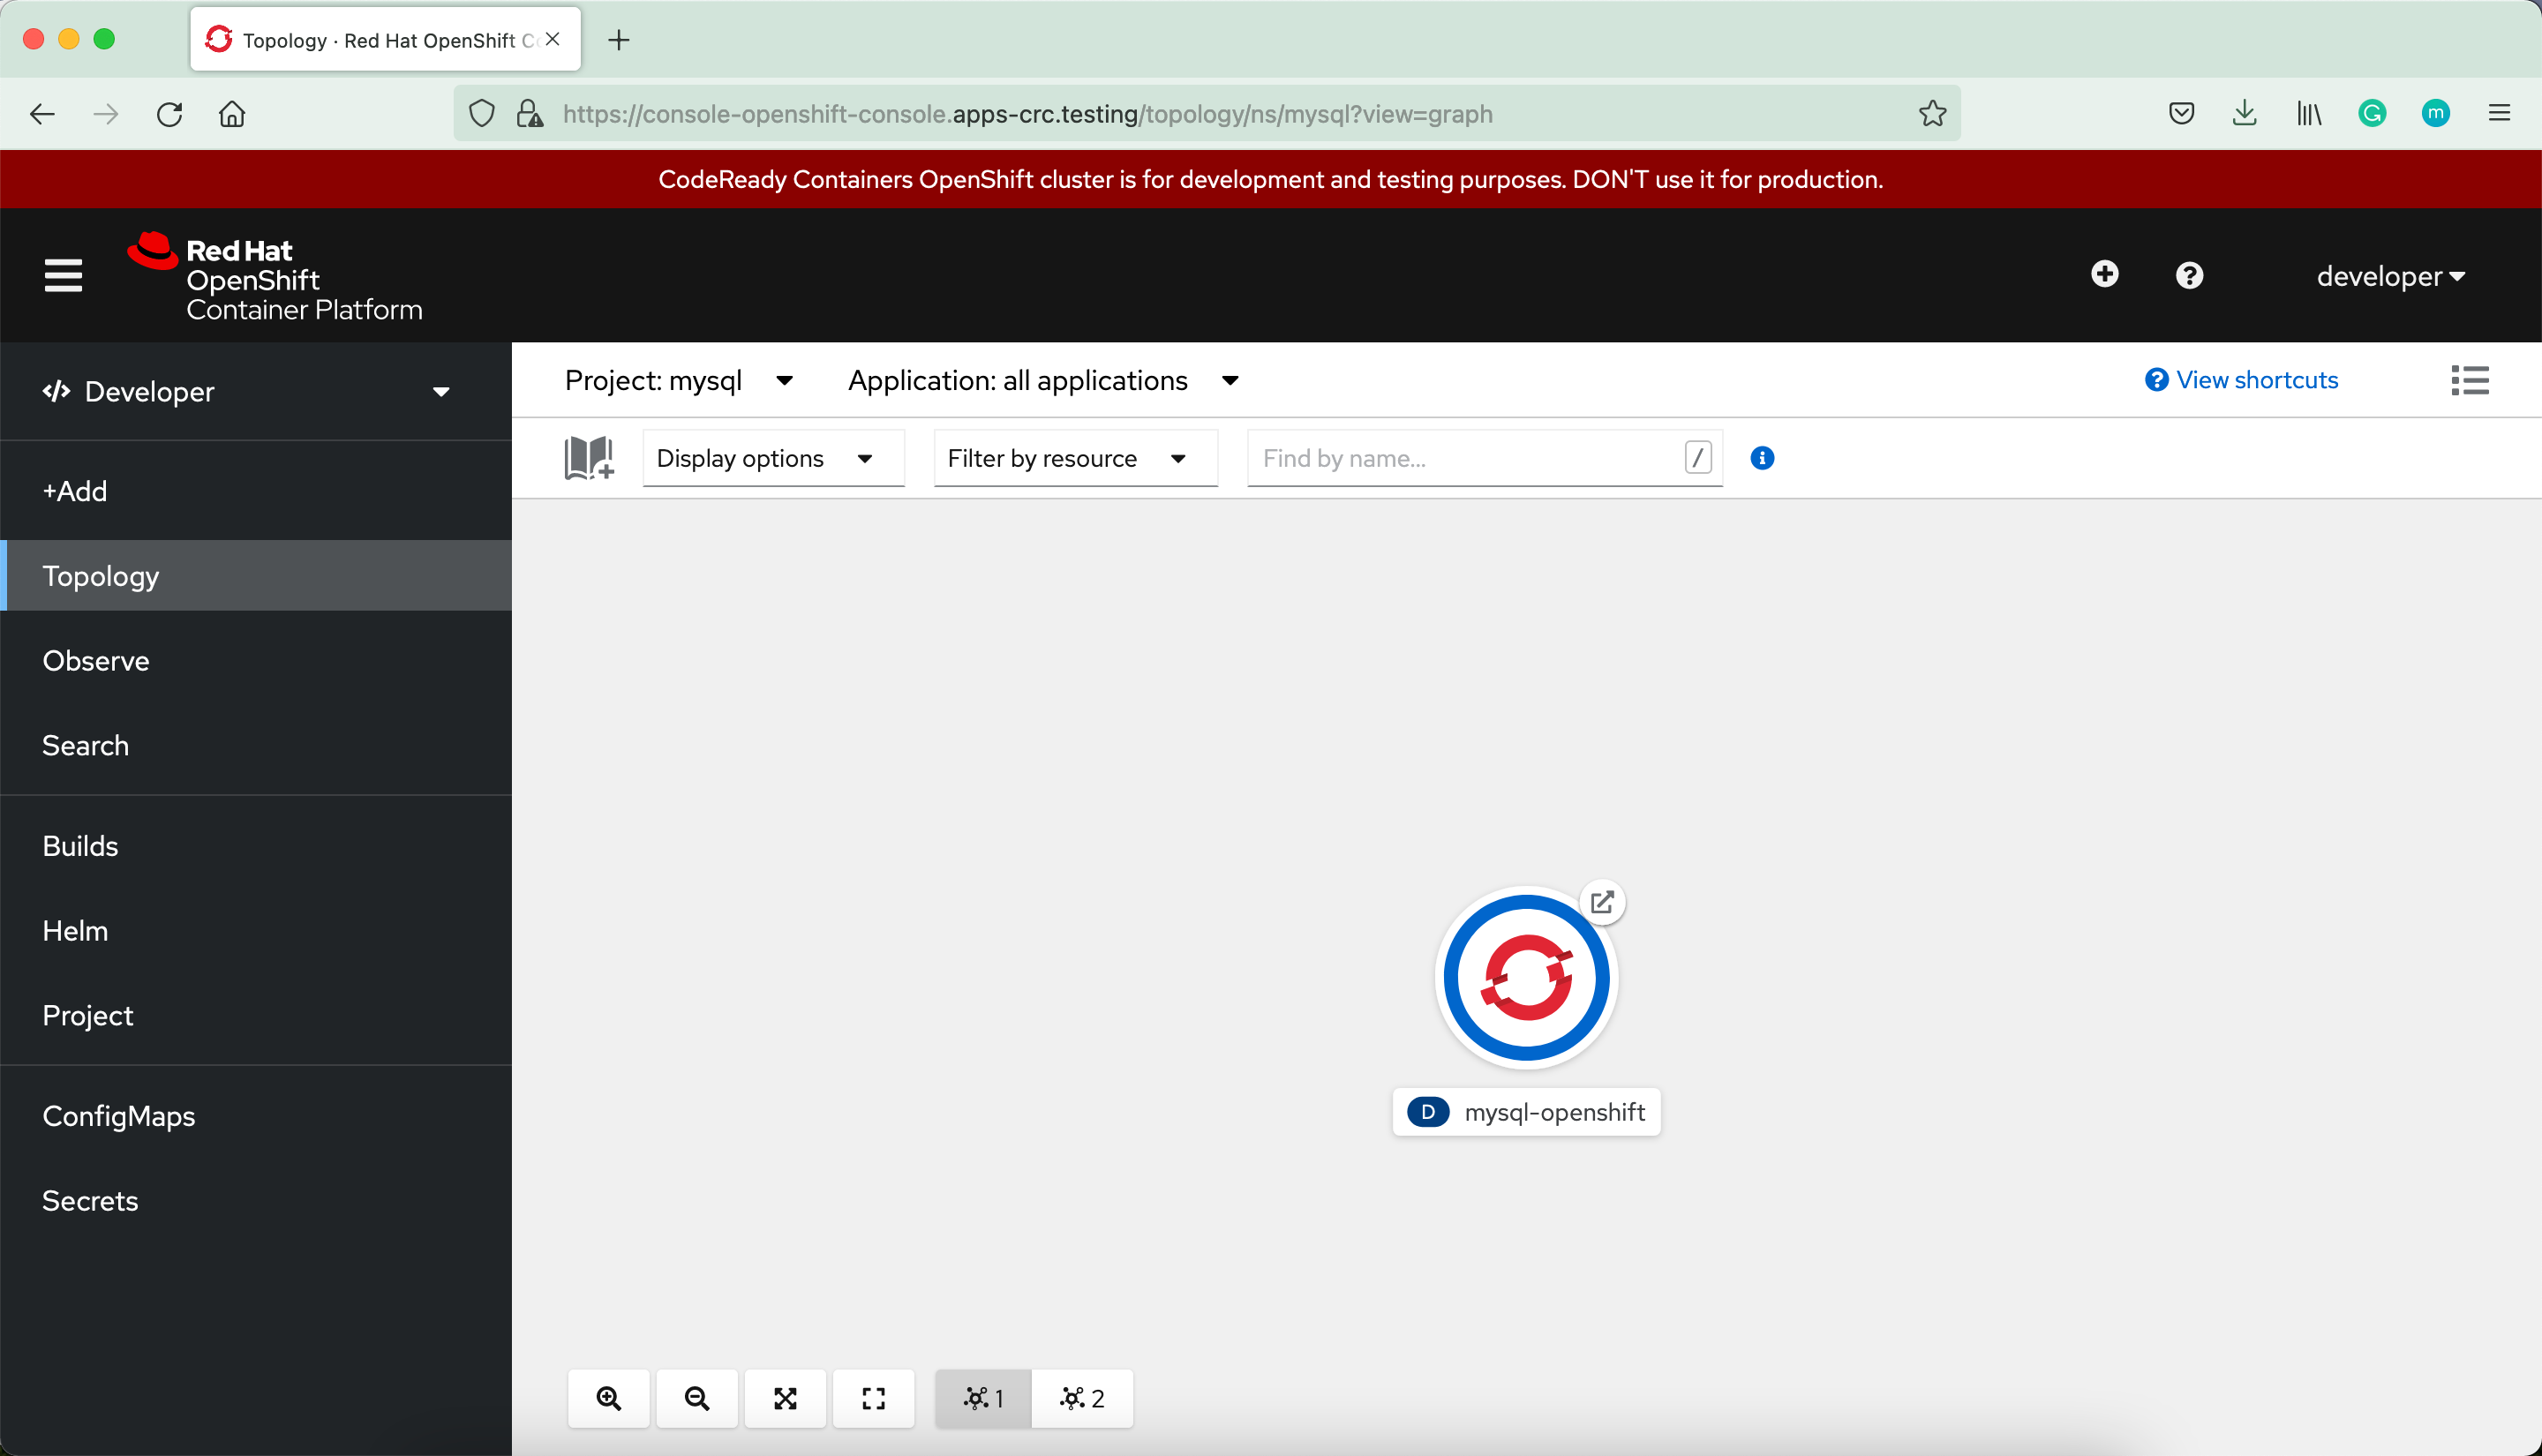 Topology · Red Hat OpenShift
https://console-openshift-console.apps-crc.testing/topology/ns/mysql?view=graph
m
CodeReady Containers OpenShift cluster is for development and testing purposes. DON'T use it for production.
Red Hat
OpenShift
Container Platform
developer
Developer
Project: mysql
Application: all applications
View shortcuts
Display options
Filter by resource
Find by name...
/
+Add
Topology
Observe
Search
Builds
Helm
Project
ConfigMaps
Secrets
D mysql-openshift
1
2